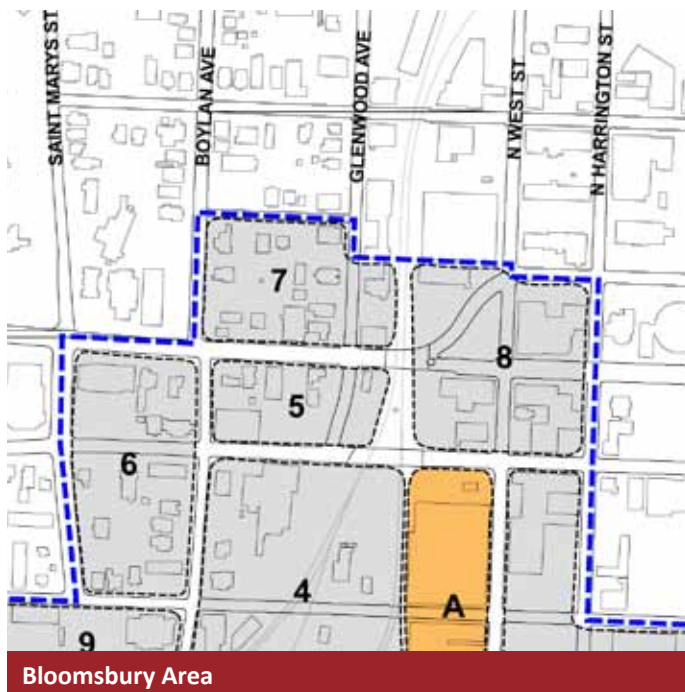 SAINT MARYS ST
BOYLAN AVE
GLENWOOD AVE
N WEST ST
N HARRINGTON ST
7
8
5
6
4
A
9
Bloomsbury Area